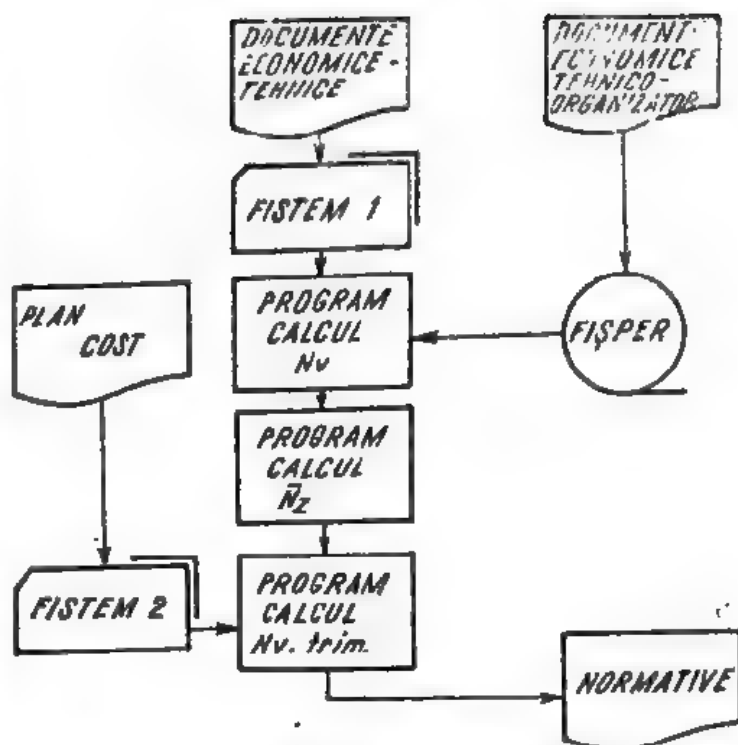 DOCUMENTE
ECONOMICE -
TEHNICE
DOCUMENT-
ECONOMICE
TEHNICO-
ORGANIZATOR.
FISTEM 1
PLAN
COST
PROGRAM
CALCUL
Nv
FIȘPER
PROGRAM
CALCUL
N̄z
FISTEM 2
PROGRAM
CALCUL
Nv. trim.
NORMATIVE